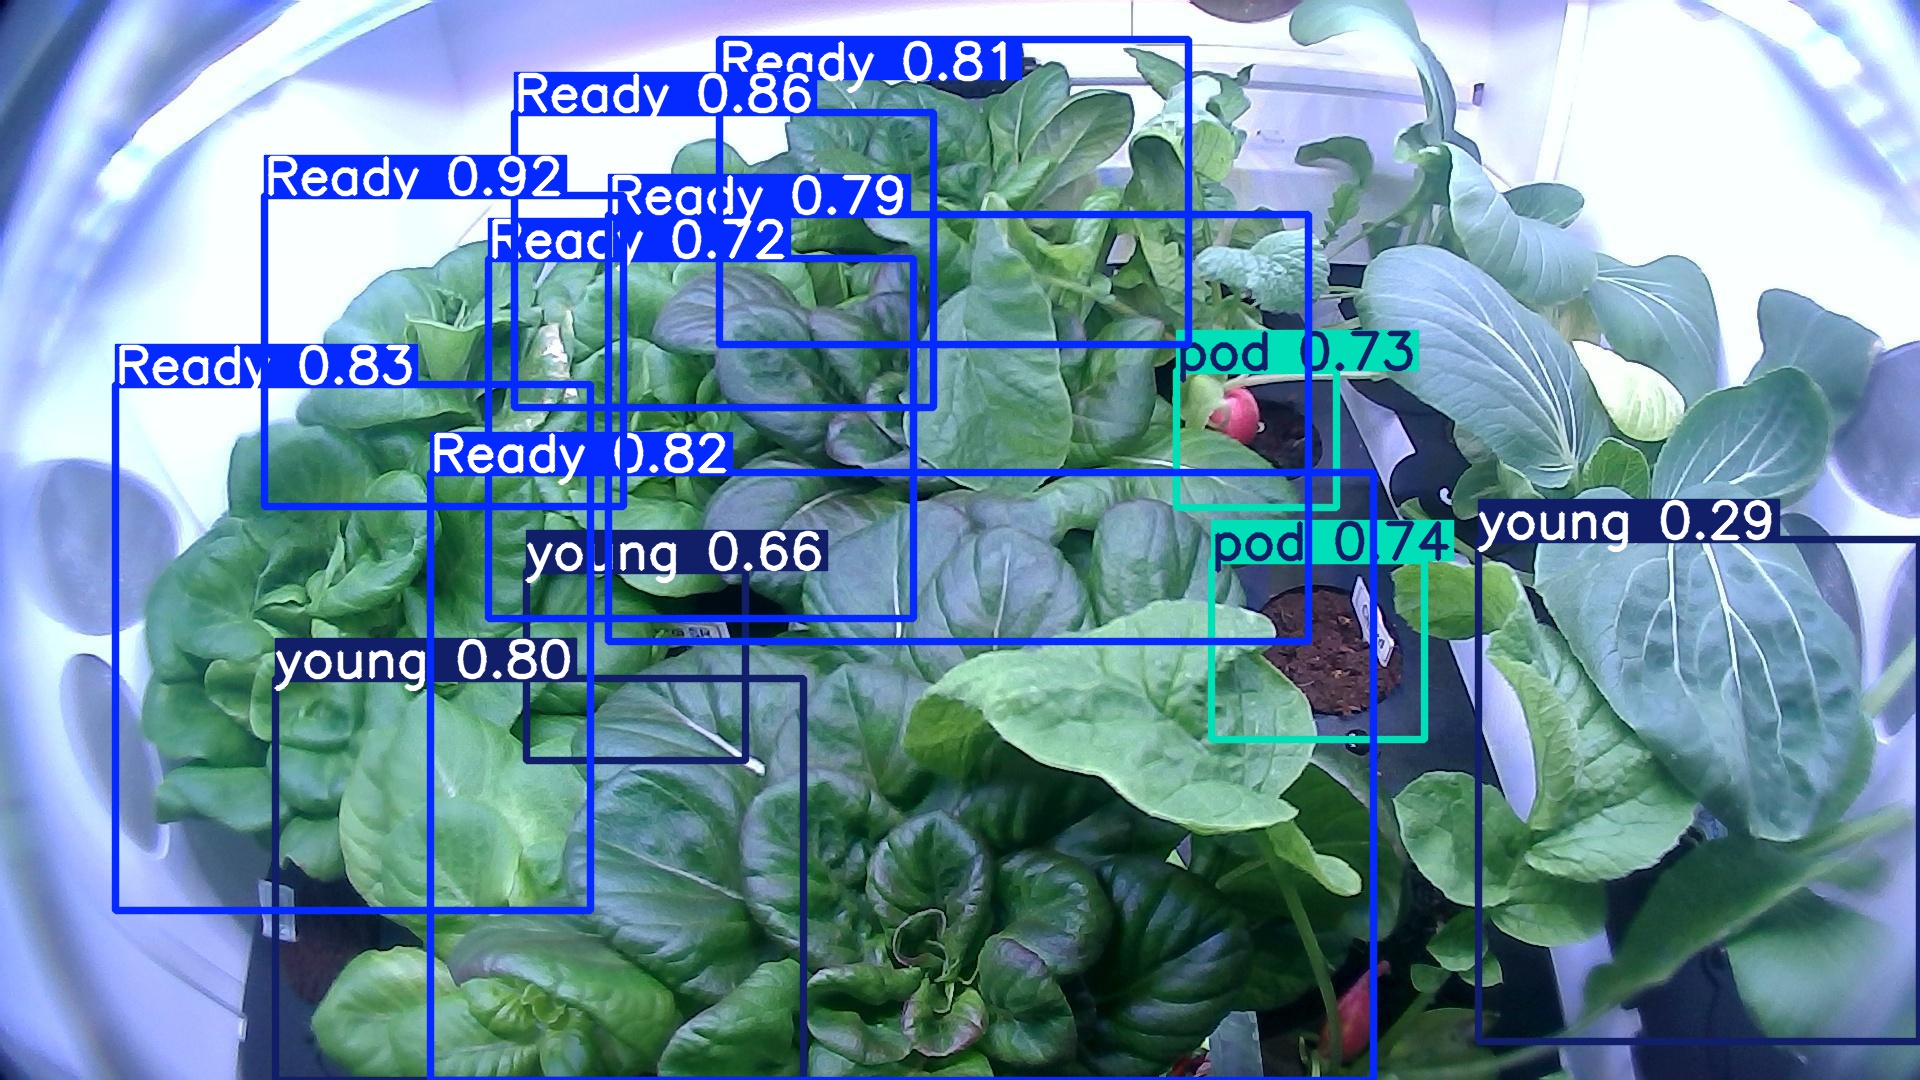 Ready 0.81
Ready 0.86
Ready 0.92
Ready 0.79
Ready 0.72
pod 0.73
Ready 0.83
Ready 0.82
young 0.29
pod 0.74
young 0.66
young 0.80